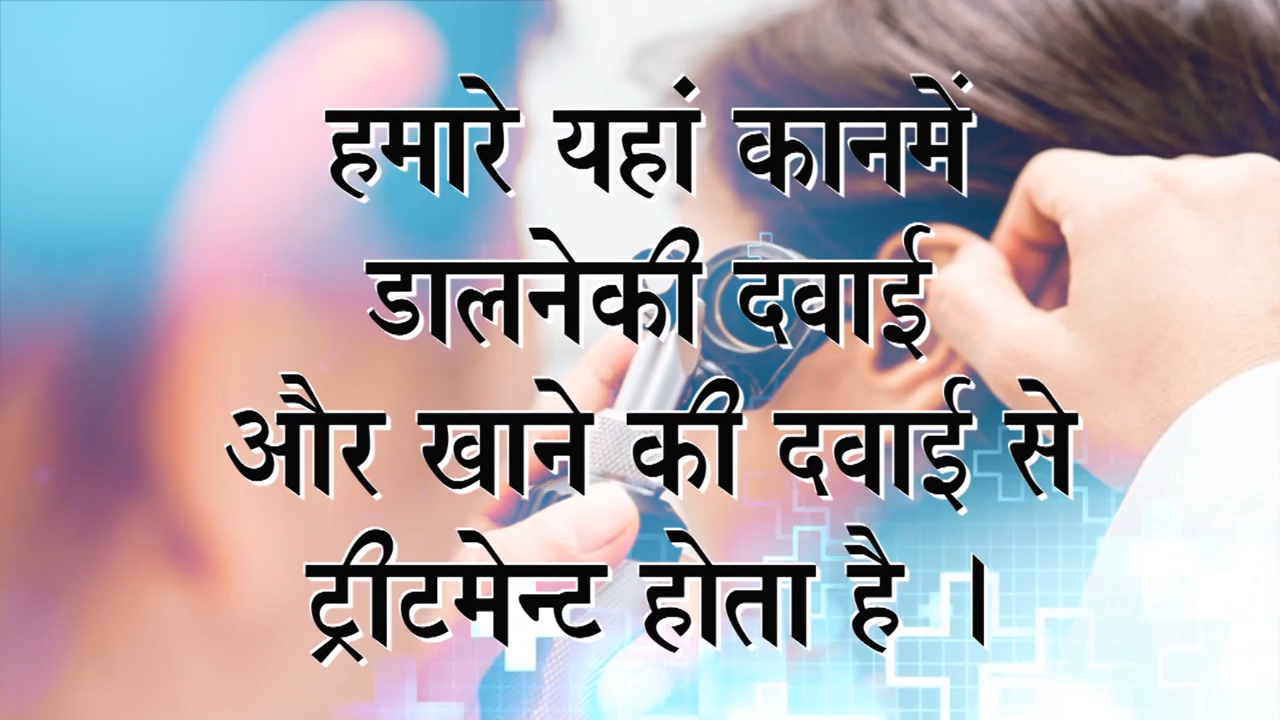 हमारे यहां कानमें
डालनेकी दवाई
और खाने की दवाई से
ट्रीटमेन्ट होता है ।